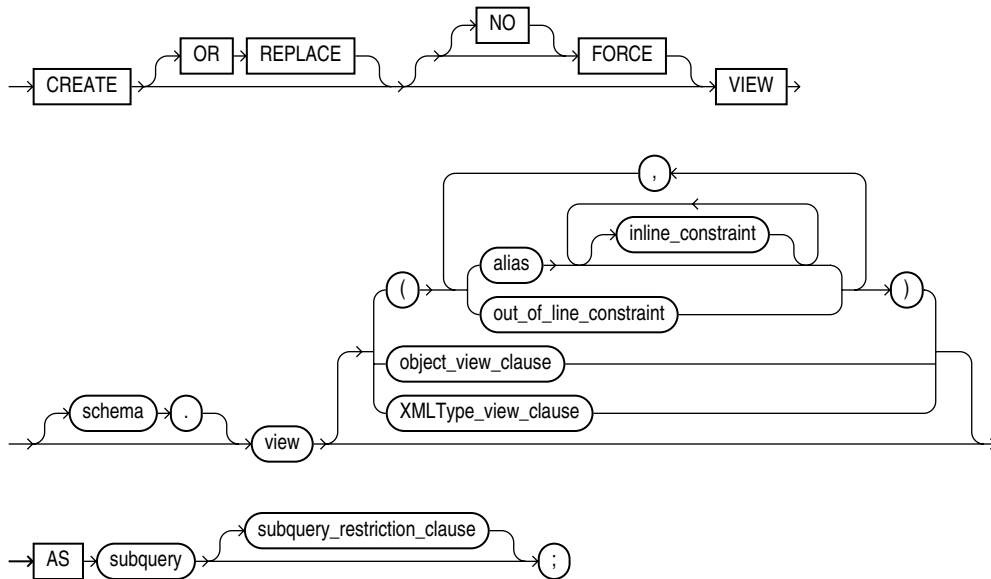 NO
OR REPLACE FORCE
CREATE VIEW
,
inline_constraint
alias
( )
out_of_line_constraint
object_view_clause
schema . XMLType_view_clause
view
subquery_restriction_clause
AS subquery ;